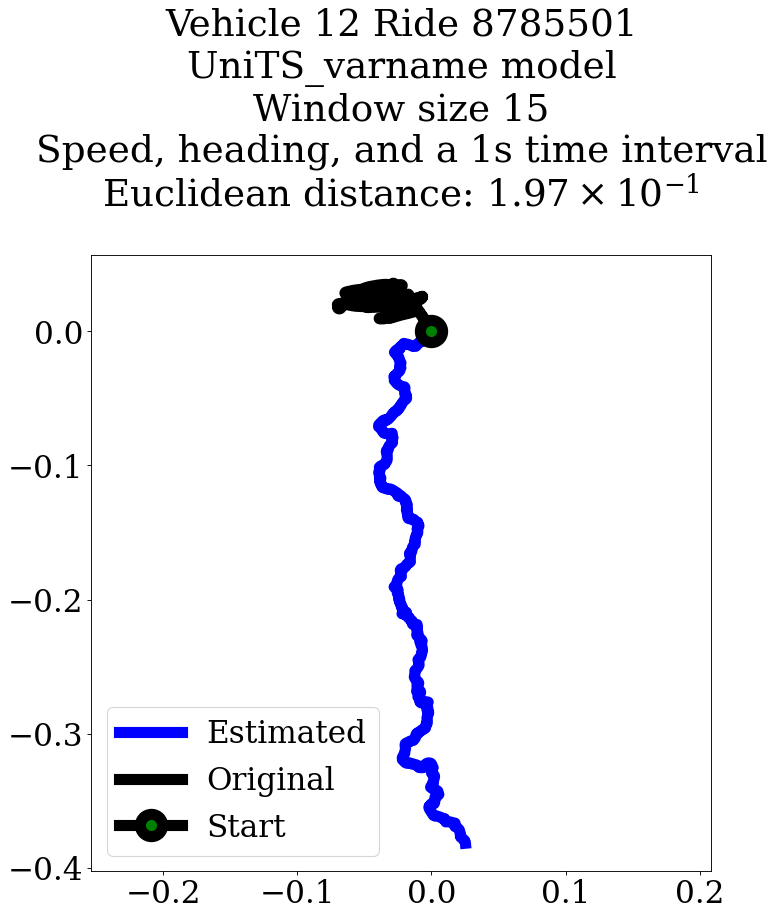 Vehicle 12 Ride 8785501
UniTS_varname model
Window size 15
Speed, heading, and a 1s time interval
Euclidean distance: 1.97 × 10⁻¹
0.0
−0.1
−0.2
−0.3
−0.4
Estimated
Original
Start
−0.2
−0.1
0.0
0.1
0.2